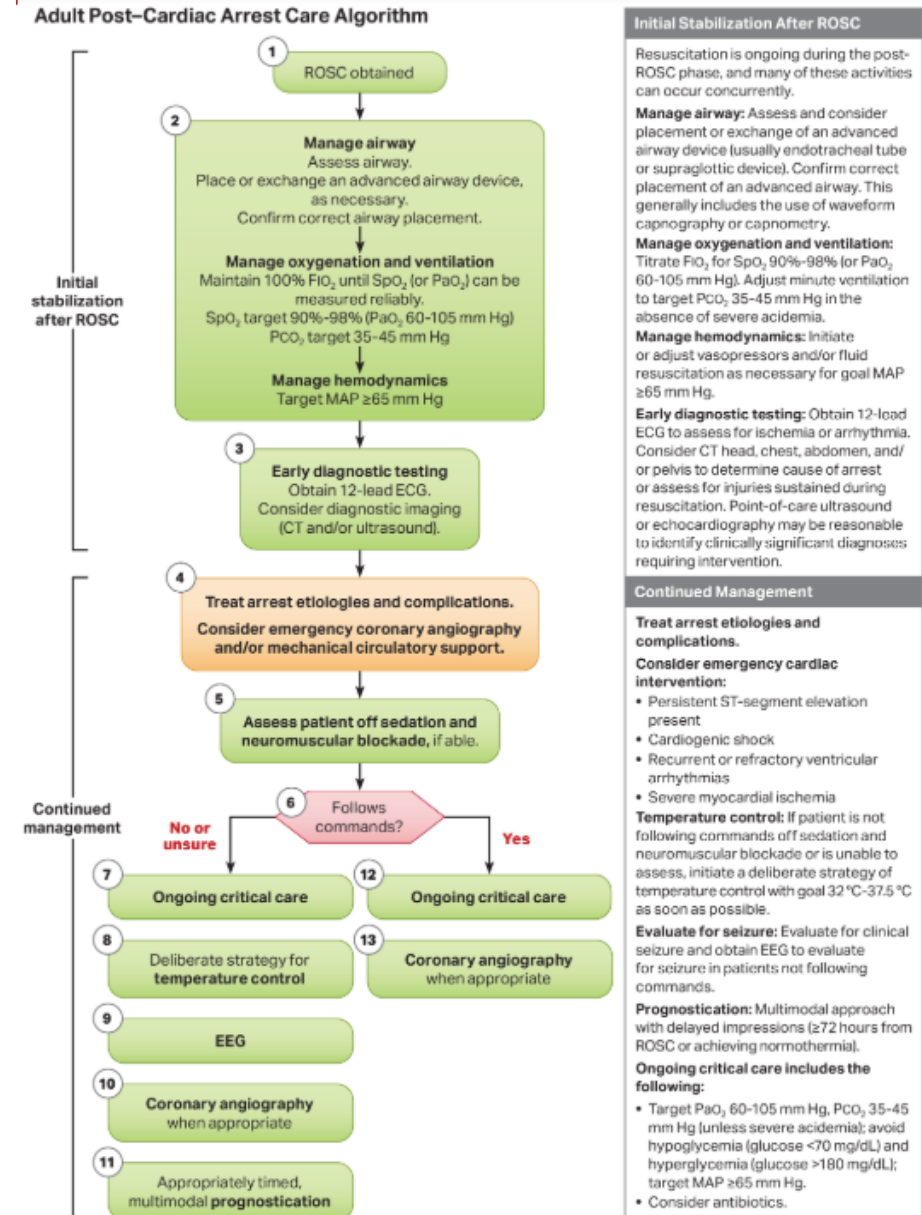 Adult Post–Cardiac Arrest Care Algorithm
1
ROSC obtained
2
Manage airway
Assess airway.
Place or exchange an advanced airway device,
as necessary.
Confirm correct airway placement.
Manage oxygenation and ventilation
Maintain 100% FIO₂ until SpO₂ (or PaO₂) can be
measured reliably.
SpO₂ target 90%-98% (PaO₂ 60-105 mm Hg)
PCO₂ target 35-45 mm Hg
Manage hemodynamics
Target MAP ≥65 mm Hg
Initial
stabilization
after ROSC
3
Early diagnostic testing
Obtain 12-lead ECG.
Consider diagnostic imaging
(CT and/or ultrasound).
4
Treat arrest etiologies and complications.
Consider emergency coronary angiography
and/or mechanical circulatory support.
5
Assess patient off sedation and
neuromuscular blockade, if able.
6
Follows
commands?
Continued
management
No or
unsure
Yes
7
Ongoing critical care
8
Deliberate strategy for
temperature control
9
EEG
10
Coronary angiography
when appropriate
11
Appropriately timed,
multimodal prognostication
12
Ongoing critical care
13
Coronary angiography
when appropriate
Initial Stabilization After ROSC
Resuscitation is ongoing during the post-
ROSC phase, and many of these activities
can occur concurrently.
Manage airway: Assess and consider
placement or exchange of an advanced
airway device (usually endotracheal tube
or supraglottic device). Confirm correct
placement of an advanced airway. This
generally includes the use of waveform
capnography or capnometry.
Manage oxygenation and ventilation:
Titrate FIO₂ for SpO₂ 90%-98% (or PaO₂
60-105 mm Hg). Adjust minute ventilation
to target PCO₂ 35-45 mm Hg in the
absence of severe acidemia.
Manage hemodynamics: Initiate
or adjust vasopressors and/or fluid
resuscitation as necessary for goal MAP
≥65 mm Hg.
Early diagnostic testing: Obtain 12-lead
ECG to assess for ischemia or arrhythmia.
Consider CT head, chest, abdomen, and/
or pelvis to determine cause of arrest
or assess for injuries sustained during
resuscitation. Point-of-care ultrasound
or echocardiography may be reasonable
to identify clinically significant diagnoses
requiring intervention.
Continued Management
Treat arrest etiologies and
complications.
Consider emergency cardiac
intervention:
• Persistent ST-segment elevation
present
• Cardiogenic shock
• Recurrent or refractory ventricular
arrhythmias
• Severe myocardial ischemia
Temperature control: If patient is not
following commands off sedation and
neuromuscular blockade or is unable to
assess, initiate a deliberate strategy of
temperature control with goal 32 °C-37.5 °C
as soon as possible.
Evaluate for seizure: Evaluate for clinical
seizure and obtain EEG to evaluate
for seizure in patients not following
commands.
Prognostication: Multimodal approach
with delayed impressions (≥72 hours from
ROSC or achieving normothermia).
Ongoing critical care includes the
following:
• Target PaO₂ 60-105 mm Hg, PCO₂ 35-45
mm Hg (unless severe acidemia); avoid
hypoglycemia (glucose <70 mg/dL) and
hyperglycemia (glucose >180 mg/dL);
target MAP ≥65 mm Hg.
• Consider antibiotics.